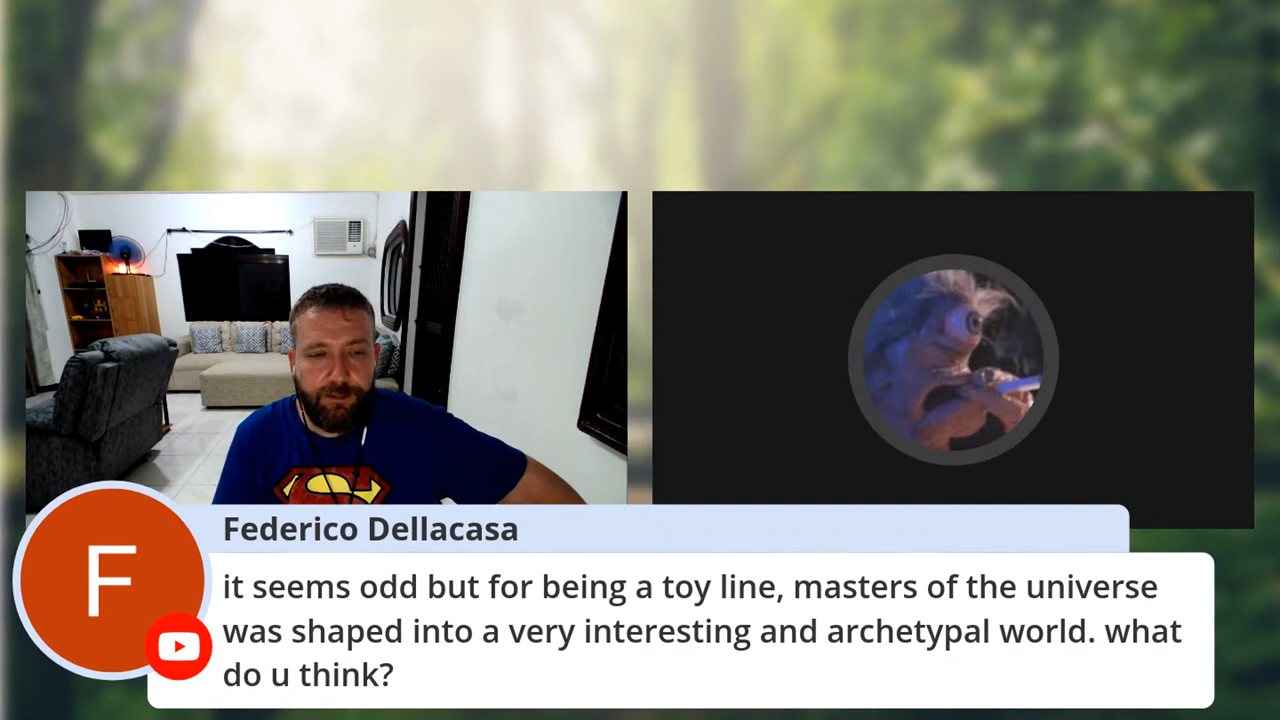 Federico Dellacasa
F
it seems odd but for being a toy line, masters of the universe
was shaped into a very interesting and archetypal world. what
do u think?